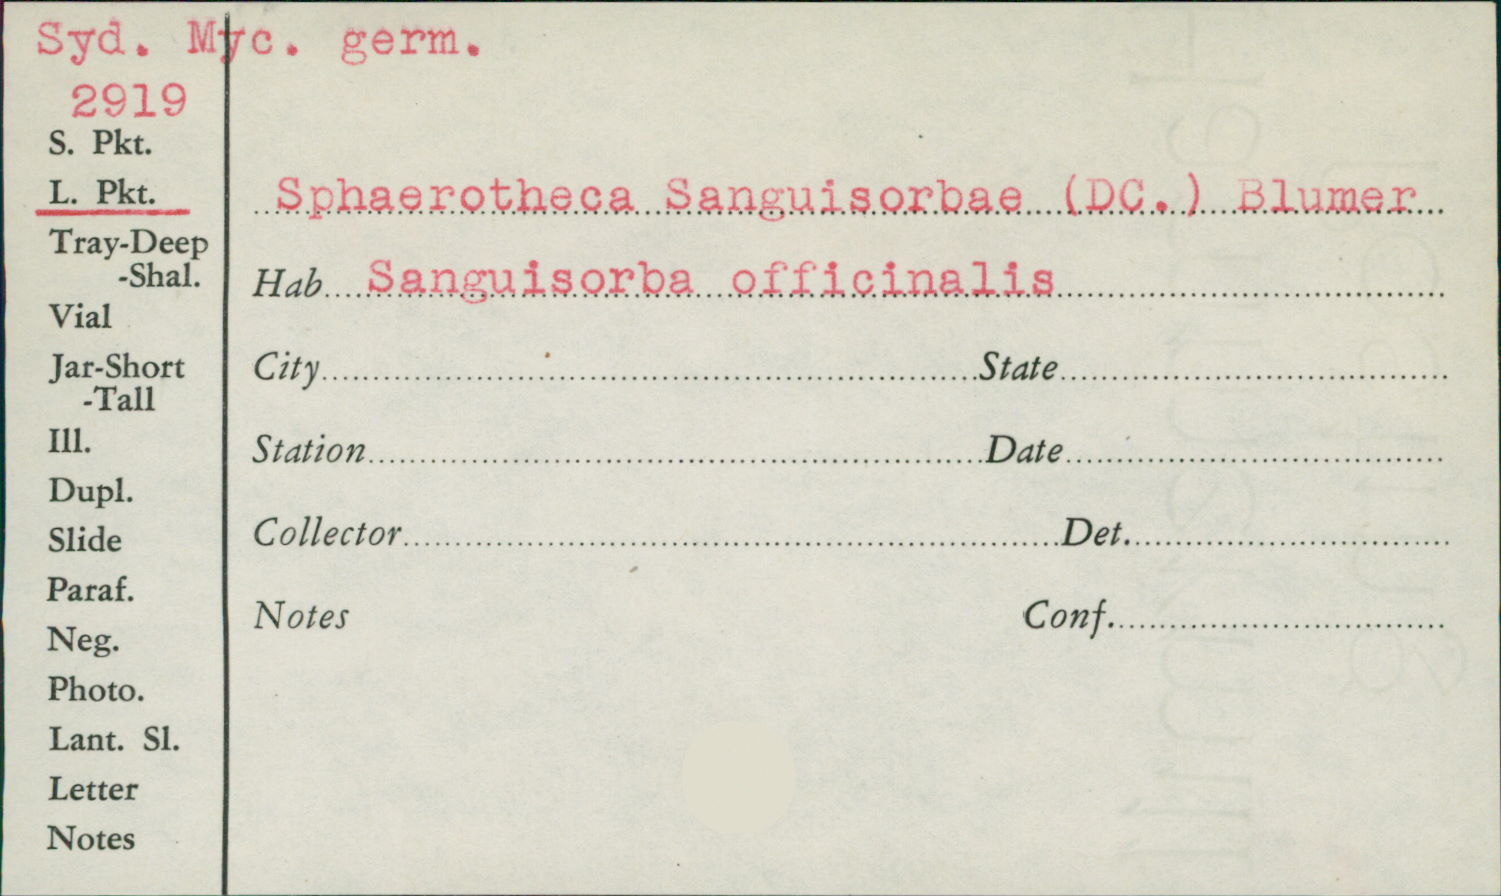 Syd. Myc. germ.
2919
S. Pkt.
L. Pkt.
Sphaerotheca Sanguisorbae (DC.) Blumer
Tray-Deep
-Shal.
Hab Sanguisorba officinalis
Vial
Jar-Short
-Tall
City State
Ill.
Station Date
Dupl.
Slide
Collector Det.
Paraf.
Notes Conf.
Neg.
Photo.
Lant. Sl.
Letter
Notes